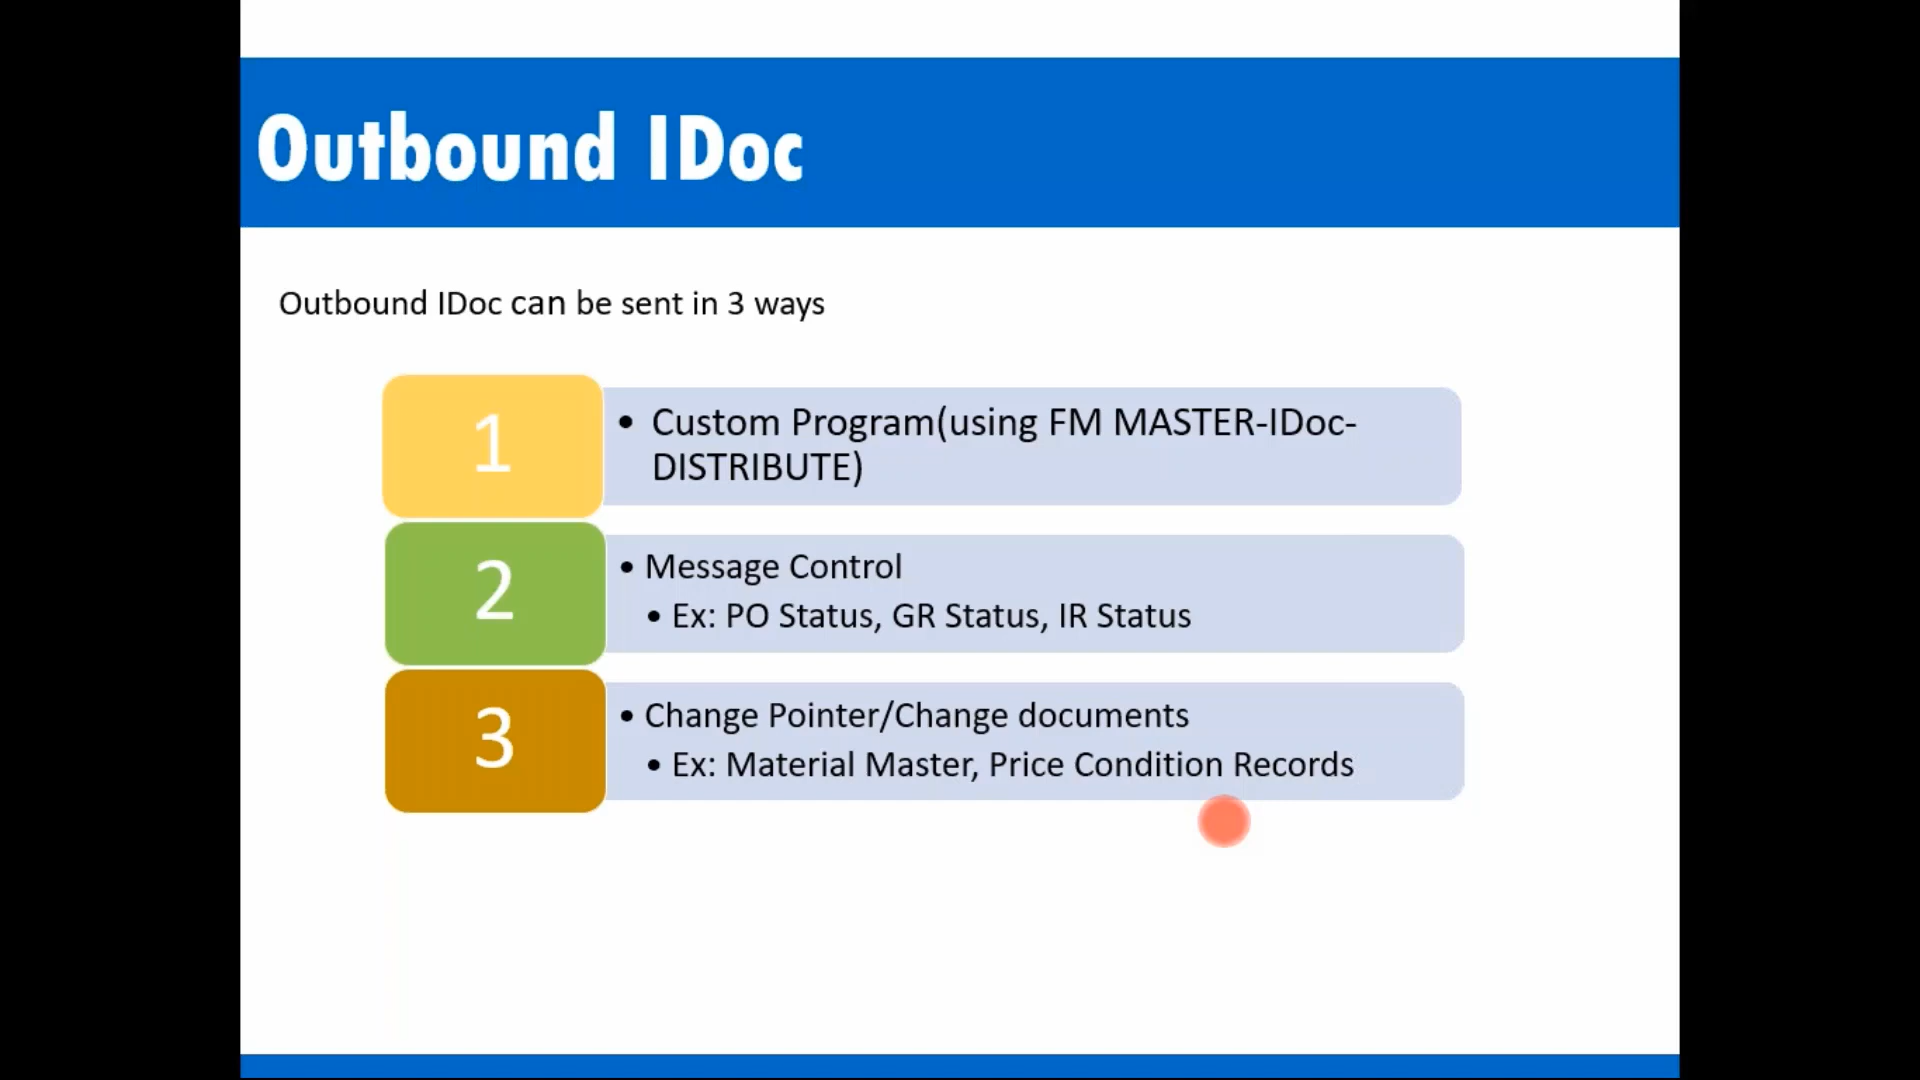 Outbound IDoc
Outbound IDoc can be sent in 3 ways
1
• Custom Program(using FM MASTER-IDoc-
DISTRIBUTE)
2
• Message Control
• Ex: PO Status, GR Status, IR Status
3
• Change Pointer/Change documents
• Ex: Material Master, Price Condition Records